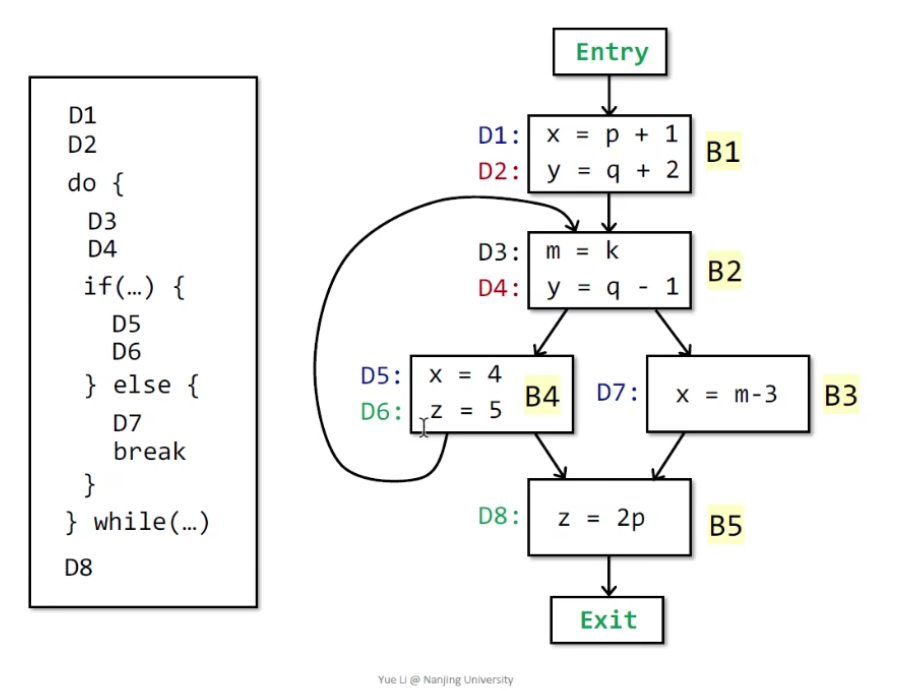 D1
D2
do {
D3
D4
if(…) {
D5
D6
} else {
D7
break
}
} while(…)
D8
Entry
D1: x = p + 1
D2: y = q + 2
B1
D3: m = k
D4: y = q - 1
B2
D5: x = 4
D6: z = 5
B4
D7: x = m-3
B3
D8: z = 2p
B5
Exit
Yue Li @ Nanjing University